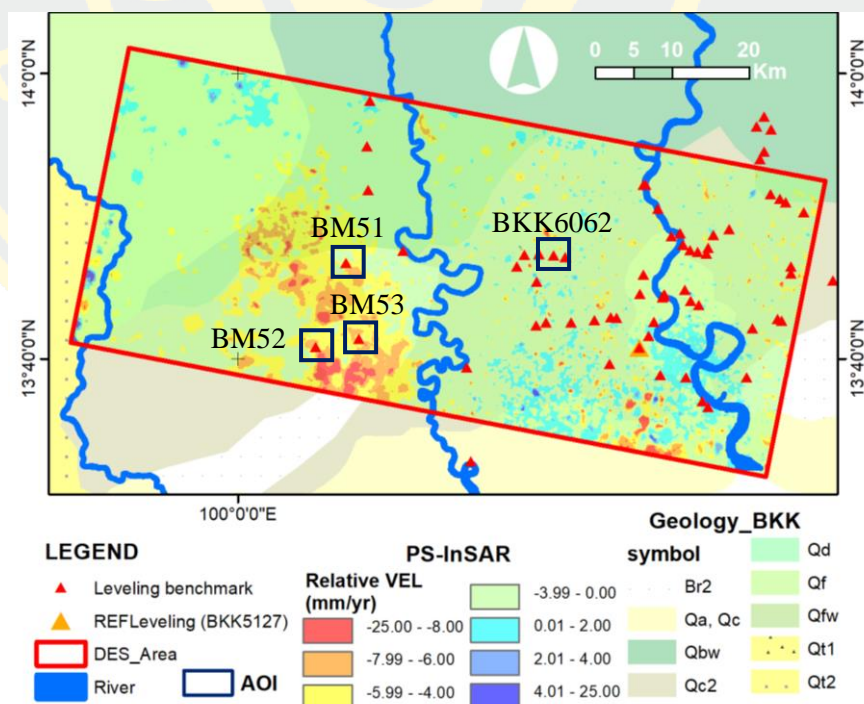 14°0'0"N
14°0'0"N
0 5 10 20
Km
BM51
BKK6062
BM53
BM52
13°40'0"N
13°40'0"N
100°0'0"E
LEGEND
Leveling benchmark
REFLeveling (BKK5127)
DES_Area
River
AOI
PS-InSAR
Relative VEL
(mm/yr)
-25.00 - -8.00
-7.99 - -6.00
-5.99 - -4.00
-3.99 - 0.00
0.01 - 2.00
2.01 - 4.00
4.01 - 25.00
Geology_BKK
symbol
Br2
Qa, Qc
Qbw
Qc2
Qd
Qf
Qfw
Qt1
Qt2